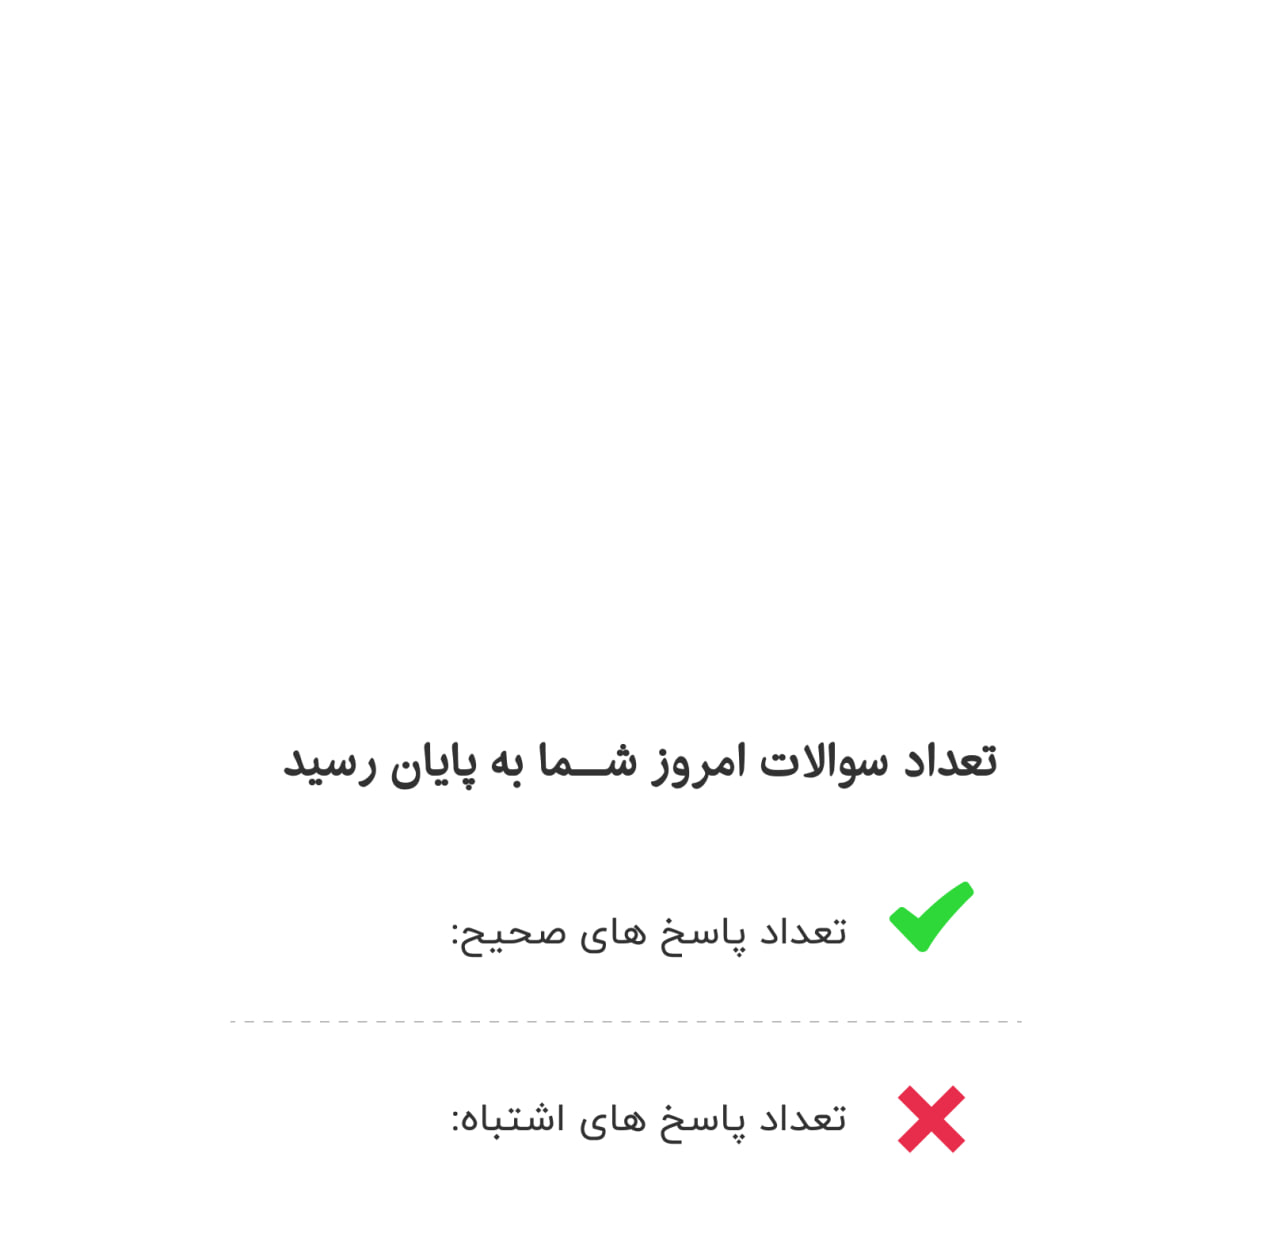 تعداد سوالات امروز شـــما به پایان رسید
تعداد پاسخ های صحیح:
تعداد پاسخ های اشتباه: